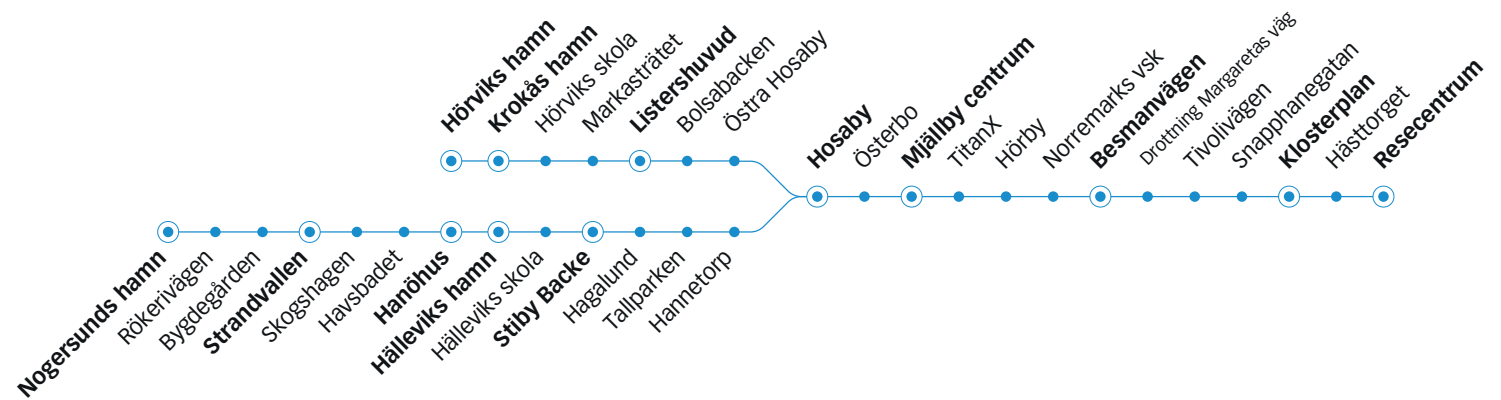 Hörviks hamn
Krokås hamn
Hörviks skola
Markasträtet
Listershuvud
Bolsabacken
Östra Hosaby
Hosaby
Österbo
Mjällby centrum
TitanX
Hörby
Norremarks vsk
Besmanvägen
Drottning Margaretas väg
Tivolivägen
Snapphanegatan
Klosterplan
Hästtorget
Resecentrum
Nogersunds hamn
Rökerivägen
Bygdegården
Strandvallen
Skogshagen
Havsbadet
Hanöhus
Hälleviks hamn
Hälleviks skola
Stiby Backe
Hagalund
Tallparken
Hannetorp